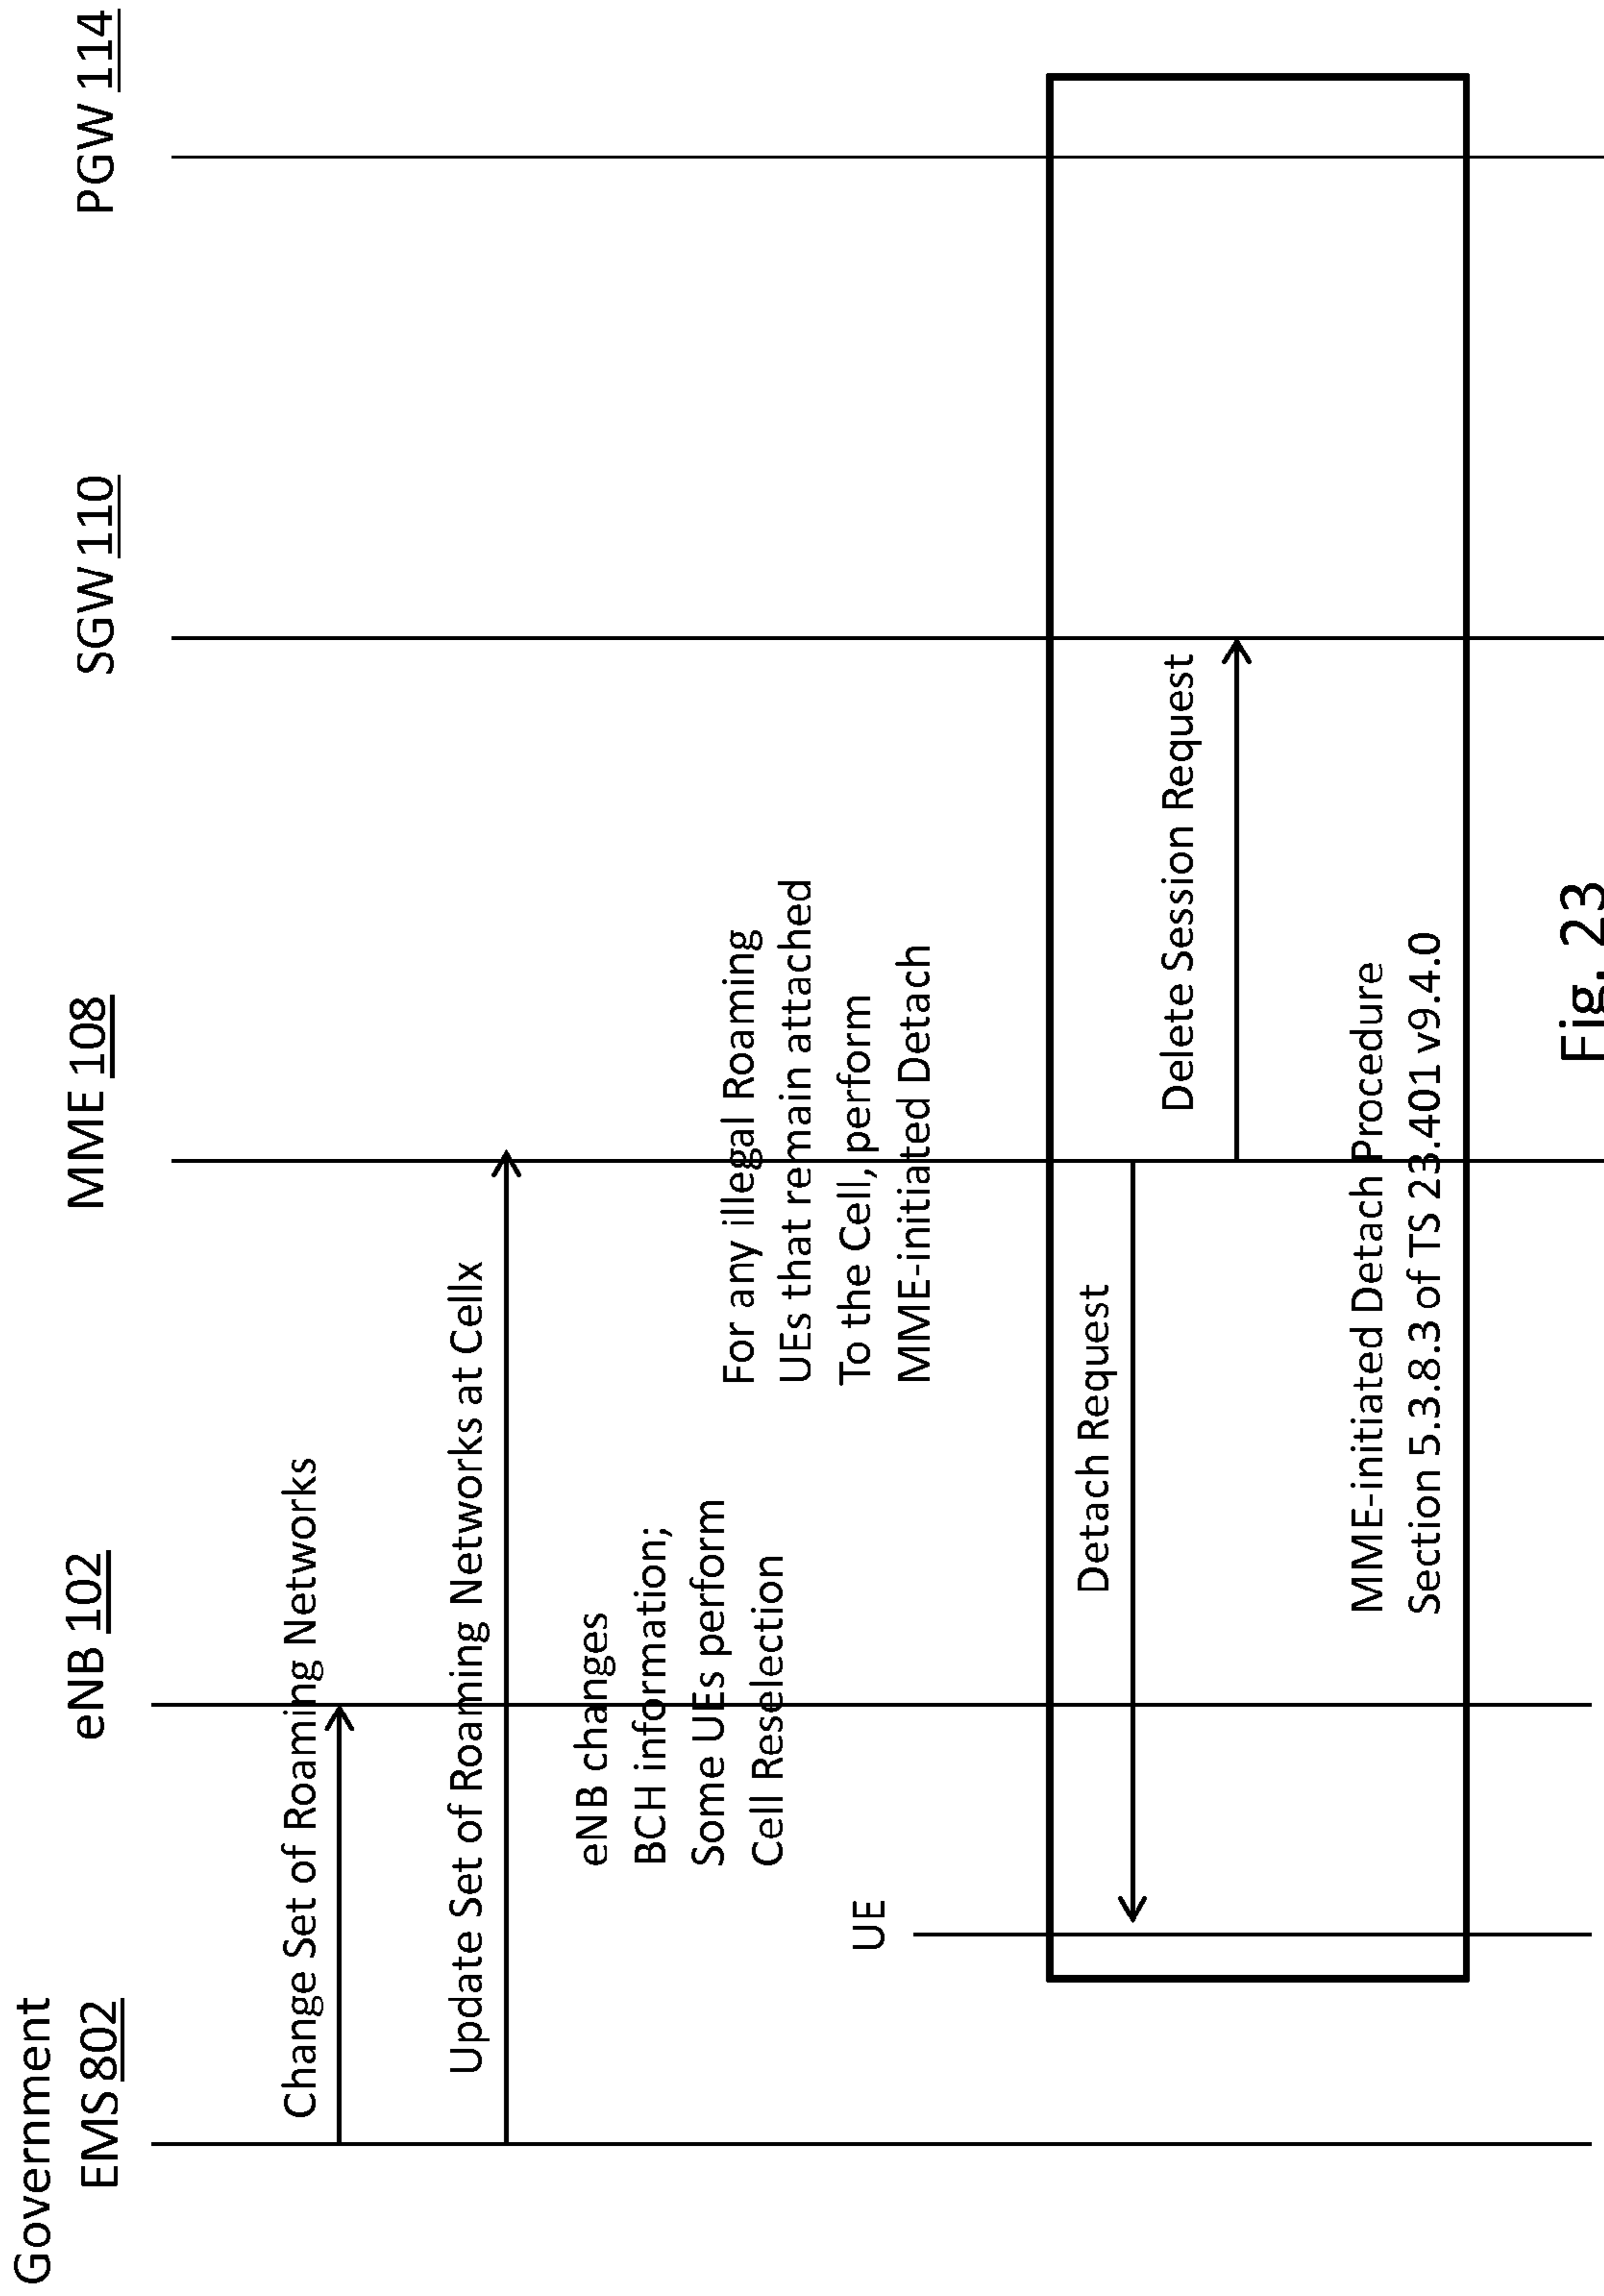 Government
EMS 802
eNB 102
MME 108
SGW 110
PGW 114
Change Set of Roaming Networks
Update Set of Roaming Networks at Cellx
eNB changes
BCH information;
Some UEs perform
Cell Reselection
For any illegal Roaming
UEs that remain attached
To the Cell, perform
MME-initiated Detach
UE
Detach Request
Delete Session Request
MME-initiated Detach Procedure
Section 5.3.8.3 of TS 23.401 v9.4.0
Fig. 23